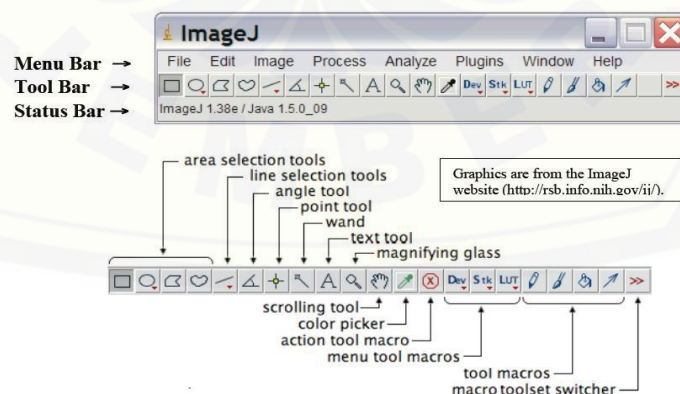 ImageJ
Menu Bar →
File Edit Image Process Analyze Plugins Window Help
Tool Bar →
A Dev Stk LUT >>
Status Bar →
ImageJ 1.38e / Java 1.5.0_09
area selection tools
line selection tools
angle tool
point tool
wand
text tool
magnifying glass
Graphics are from the ImageJ
website (http://rsb.info.nih.gov/ij/).
A Dev Stk LUT >>
scrolling tool
color picker
action tool macro
menu tool macros
tool macros
macro toolset switcher